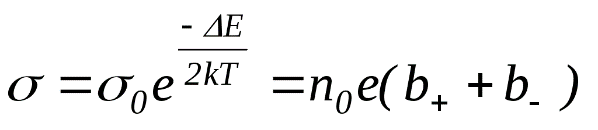 σ = σ₀e^(-ΔE/2kT) = n₀e(b₊ + b₋)